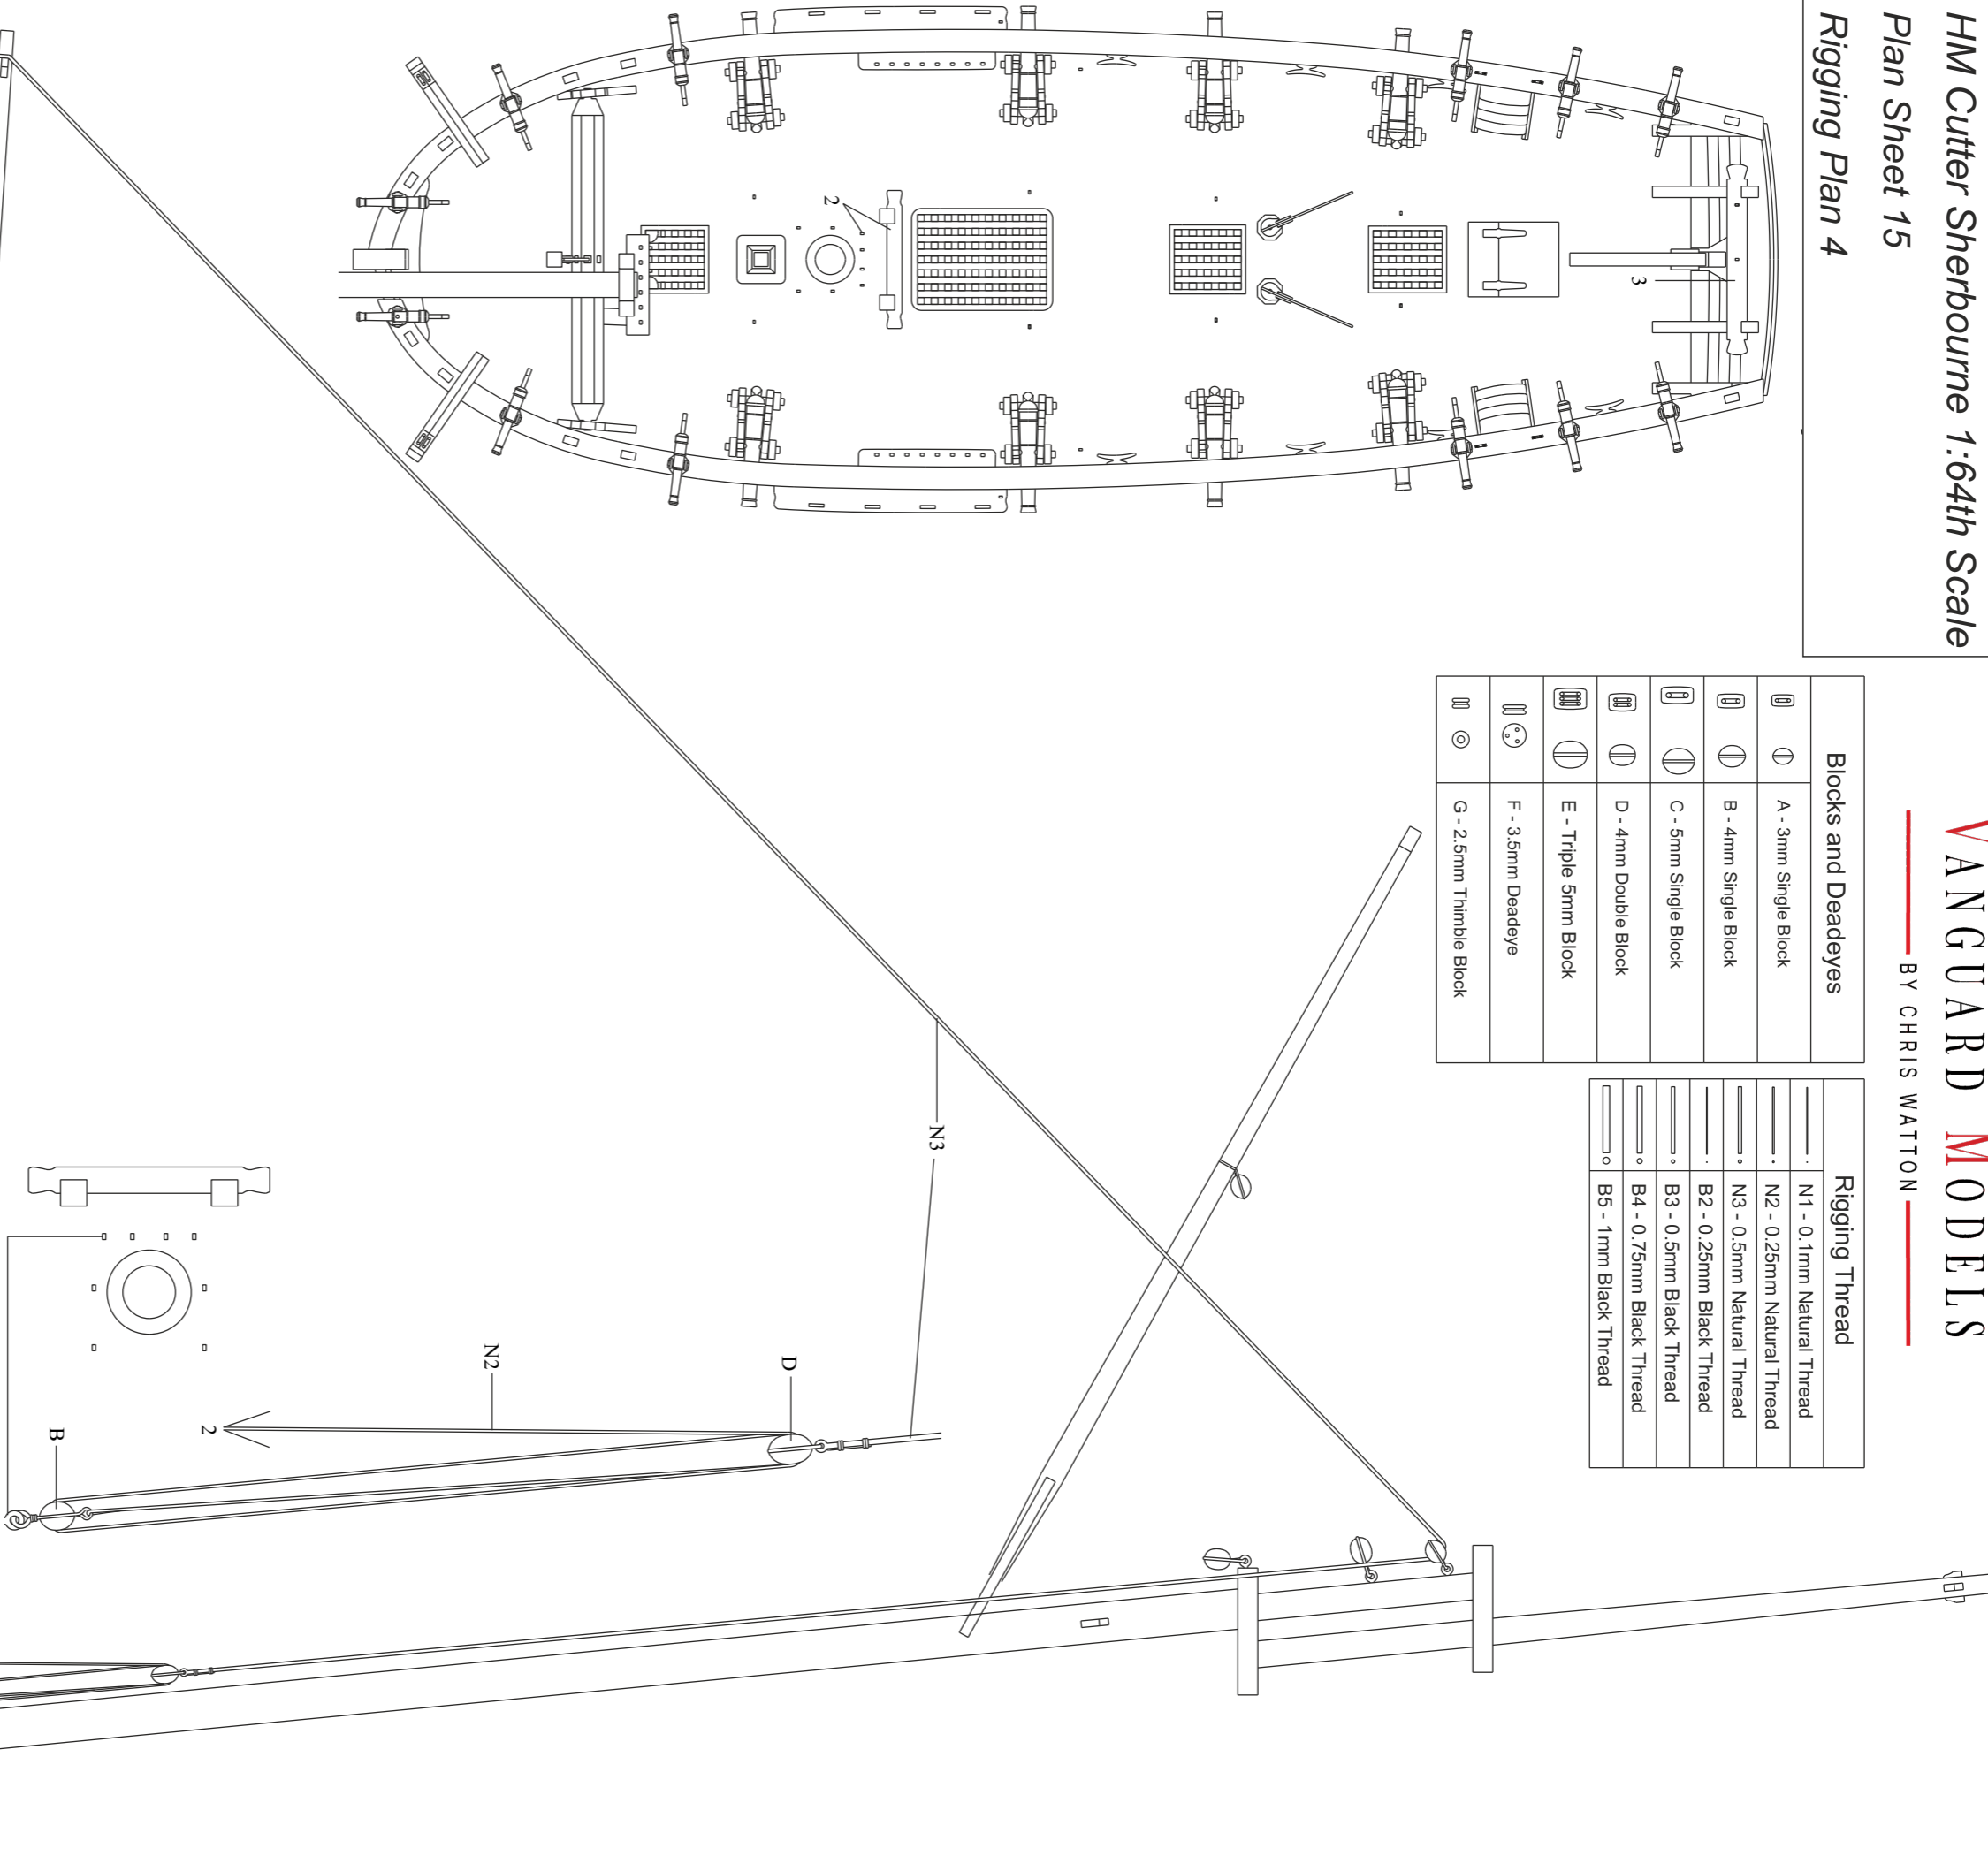 HM Cutter Sherbourne 1:64th Scale
Plan Sheet 15
Rigging Plan 4
VANGUARD MODELS
BY CHRIS WATTON
Blocks and Deadeyes
A - 3mm Single Block
B - 4mm Single Block
C - 5mm Single Block
D - 4mm Double Block
E - Triple 5mm Block
F - 3.5mm Deadeye
G - 2.5mm Thimble Block
Rigging Thread
N1 - 0.1mm Natural Thread
N2 - 0.25mm Natural Thread
N3 - 0.5mm Natural Thread
B2 - 0.25mm Black Thread
B3 - 0.5mm Black Thread
B4 - 0.75mm Black Thread
B5 - 1mm Black Thread
3
2
N3
D
N2
2
B